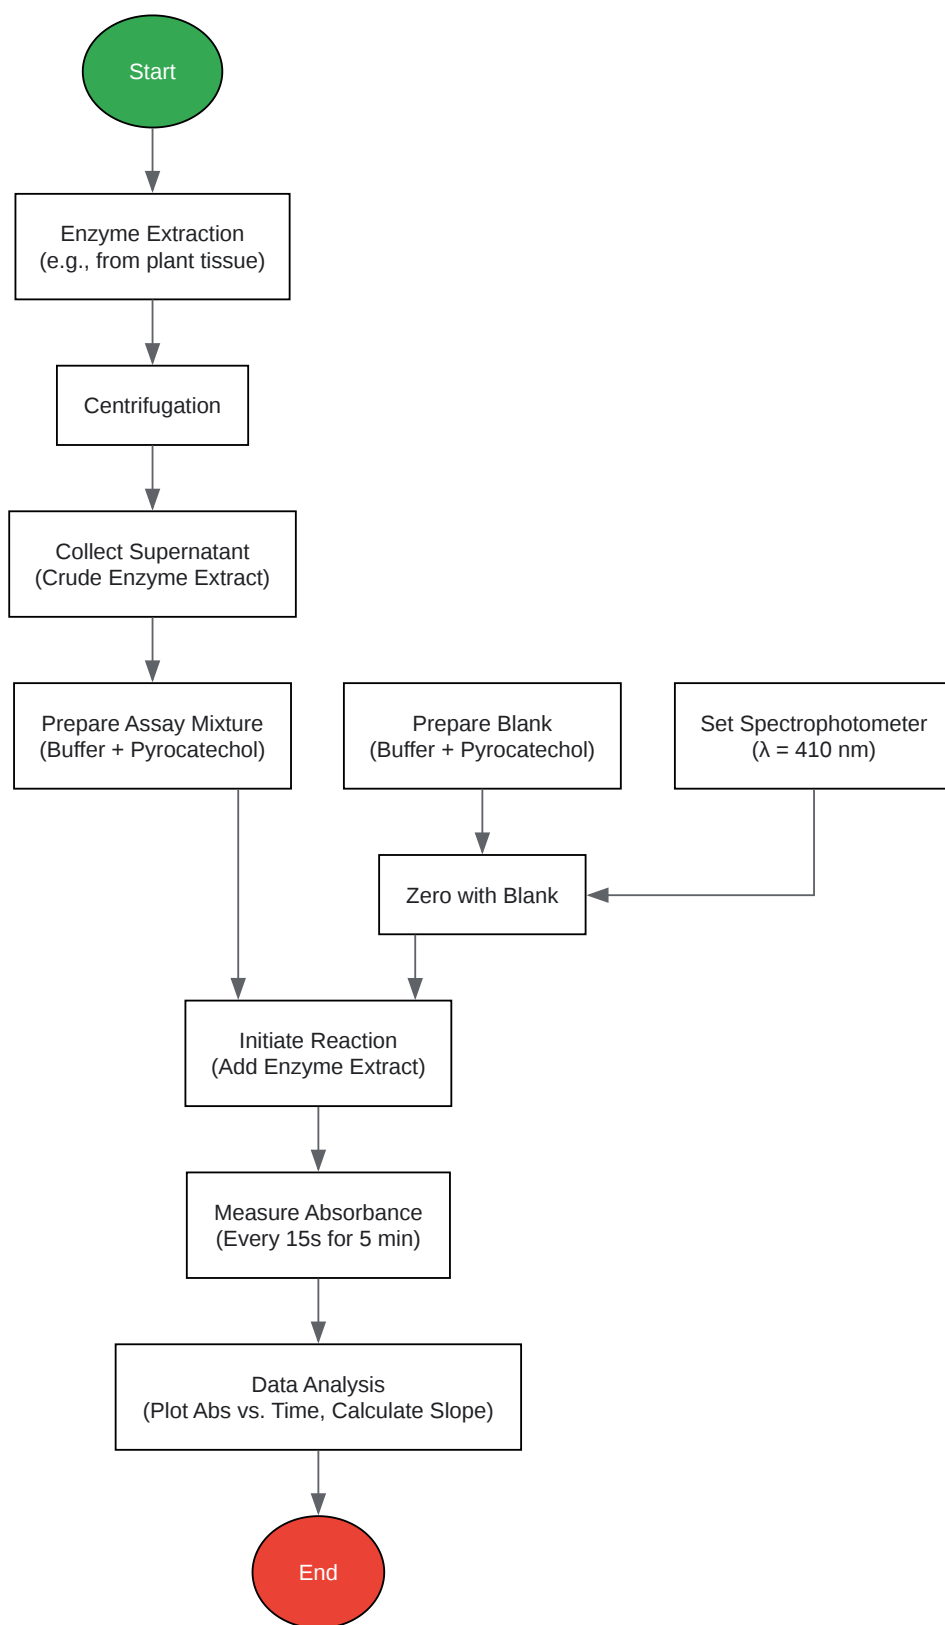 Start
Enzyme Extraction
(e.g., from plant tissue)
Centrifugation
Collect Supernatant
(Crude Enzyme Extract)
Prepare Assay Mixture
(Buffer + Pyrocatechol)
Prepare Blank
(Buffer + Pyrocatechol)
Set Spectrophotometer
(λ = 410 nm)
Zero with Blank
Initiate Reaction
(Add Enzyme Extract)
Measure Absorbance
(Every 15s for 5 min)
Data Analysis
(Plot Abs vs. Time, Calculate Slope)
End